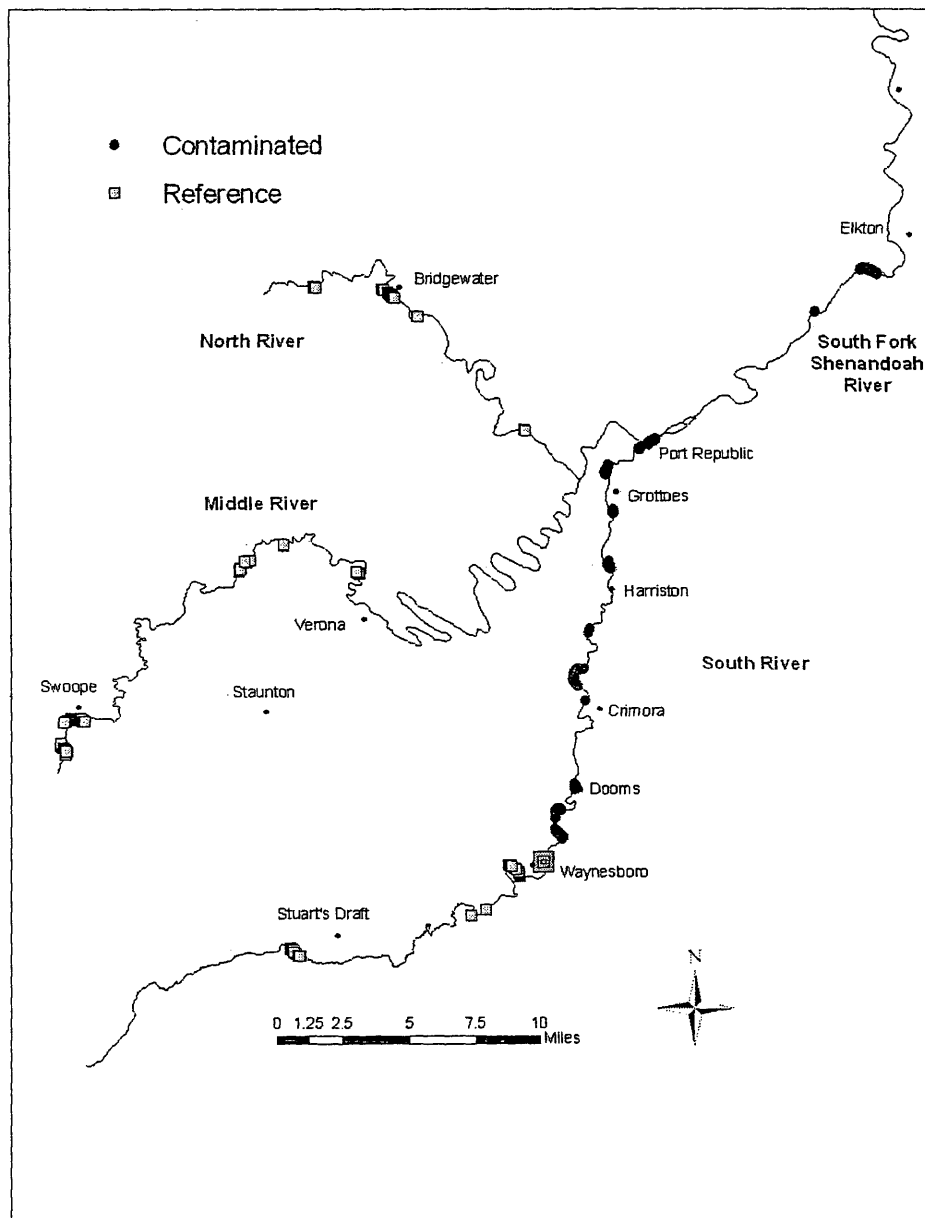 Contaminated
Reference
Elkton
Bridgewater
North River
South Fork
Shenandoah
River
Port Republic
Grottoes
Middle River
Harriston
Verona
South River
Swoope
Staunton
Crimora
Dooms
Waynesboro
Stuart's Draft
N
0 1.25 2.5 5 7.5 10
Miles